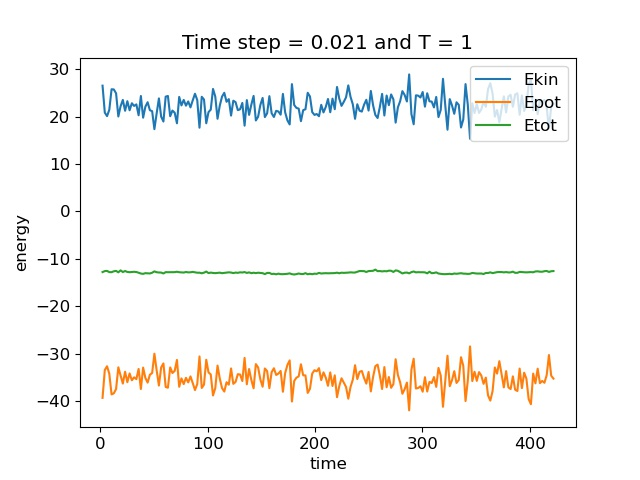 Time step = 0.021 and T = 1
30
20
10
0
−10
−20
−30
−40
energy
Ekin
Epot
Etot
0
100
200
300
400
time